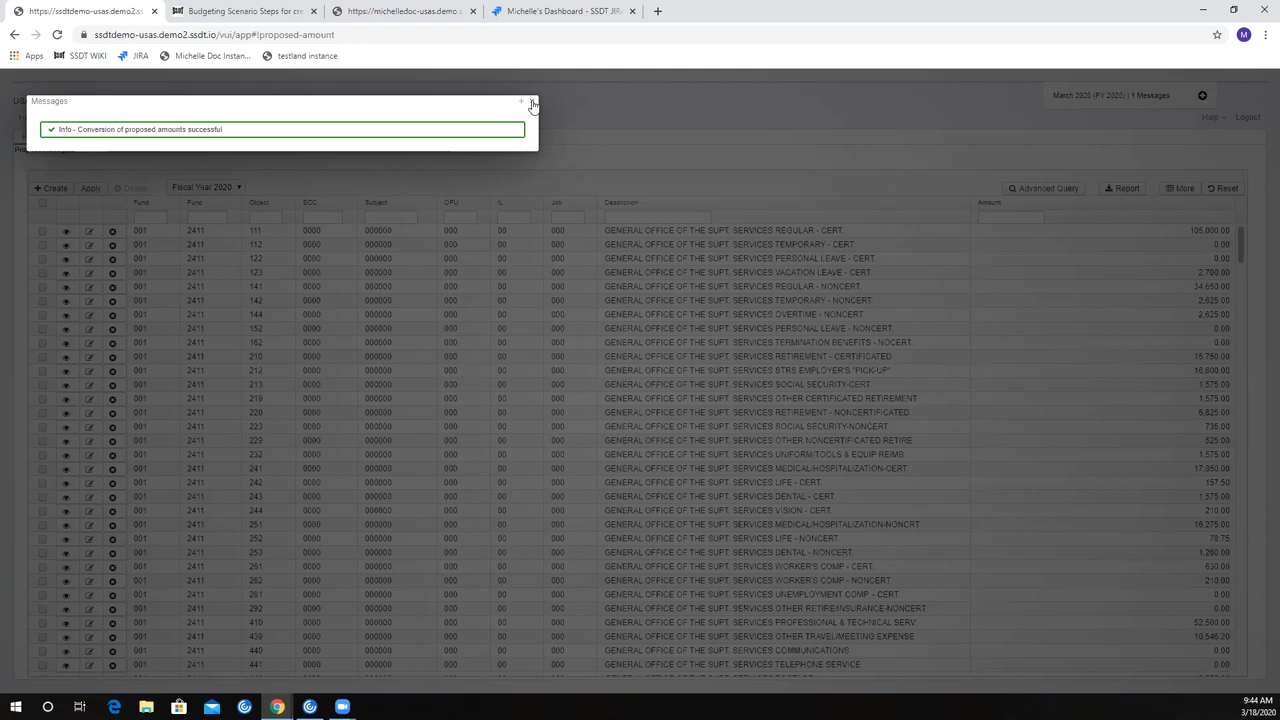 https://ssdtdemo-usas.demo2.ssdt.io
Budgeting Scenario Steps for cre
https://michelledoc-usas.demo2.ssdt
Michelle's Dashboard - SSDT JIRA
ssdtdemo-usas.demo2.ssdt.io/vui/app#!proposed-amount
M
Apps SSDT WIKI JIRA Michelle Doc Instan... testland instance
Messages
March 2020 (FY 2020) | 1 Messages
Help Logout
Info - Conversion of proposed amounts successful
Create Apply Delete Fiscal Year 2020 Advanced Query Report More Reset
Fund Func Object SCC Subject OPU IL Job Description Amount
001 2411 111 0000 000000 000 00 000 GENERAL OFFICE OF THE SUPT. SERVICES REGULAR - CERT. 105,000.00
001 2411 112 0000 000000 000 00 000 GENERAL OFFICE OF THE SUPT. SERVICES TEMPORARY - CERT. 0.00
001 2411 122 0000 000000 000 00 000 GENERAL OFFICE OF THE SUPT. SERVICES PERSONAL LEAVE - CERT. 0.00
001 2411 123 0000 000000 000 00 000 GENERAL OFFICE OF THE SUPT. SERVICES VACATION LEAVE - CERT. 2,700.00
001 2411 141 0000 000000 000 00 000 GENERAL OFFICE OF THE SUPT. SERVICES REGULAR - NONCERT. 34,650.00
001 2411 142 0000 000000 000 00 000 GENERAL OFFICE OF THE SUPT. SERVICES TEMPORARY - NONCERT. 2,625.00
001 2411 144 0000 000000 000 00 000 GENERAL OFFICE OF THE SUPT. SERVICES OVERTIME - NONCERT. 2,625.00
001 2411 152 0000 000000 000 00 000 GENERAL OFFICE OF THE SUPT. SERVICES PERSONAL LEAVE - NONCERT. 0.00
001 2411 162 0000 000000 000 00 000 GENERAL OFFICE OF THE SUPT. SERVICES TERMINATION BENEFITS - NOCERT. 0.00
001 2411 210 0000 000000 000 00 000 GENERAL OFFICE OF THE SUPT. SERVICES RETIREMENT - CERTIFICATED 15,750.00
001 2411 212 0000 000000 000 00 000 GENERAL OFFICE OF THE SUPT. SERVICES STRS EMPLOYER'S "PICK-UP" 16,800.00
001 2411 213 0000 000000 000 00 000 GENERAL OFFICE OF THE SUPT. SERVICES SOCIAL SECURITY-CERT. 1,575.00
001 2411 219 0000 000000 000 00 000 GENERAL OFFICE OF THE SUPT. SERVICES OTHER CERTIFICATED RETIREMENT 1,575.00
001 2411 220 0000 000000 000 00 000 GENERAL OFFICE OF THE SUPT. SERVICES RETIREMENT - NONCERTIFICATED 6,825.00
001 2411 223 0000 000000 000 00 000 GENERAL OFFICE OF THE SUPT. SERVICES SOCIAL SECURITY-NONCERT. 735.00
001 2411 229 0000 000000 000 00 000 GENERAL OFFICE OF THE SUPT. SERVICES OTHER NONCERTIFICATED RETIRE 525.00
001 2411 232 0000 000000 000 00 000 GENERAL OFFICE OF THE SUPT. SERVICES UNIFORM/TOOLS & EQUIP REIMB. 1,575.00
001 2411 241 0000 000000 000 00 000 GENERAL OFFICE OF THE SUPT. SERVICES MEDICAL/HOSPITALIZATION-CERT 17,850.00
001 2411 242 0000 000000 000 00 000 GENERAL OFFICE OF THE SUPT. SERVICES LIFE - CERT. 157.50
001 2411 243 0000 000000 000 00 000 GENERAL OFFICE OF THE SUPT. SERVICES DENTAL - CERT. 1,575.00
001 2411 244 0000 000000 000 00 000 GENERAL OFFICE OF THE SUPT. SERVICES VISION - CERT. 210.00
001 2411 251 0000 000000 000 00 000 GENERAL OFFICE OF THE SUPT. SERVICES MEDICAL/HOSPITALIZATION-NONCRT 16,275.00
001 2411 252 0000 000000 000 00 000 GENERAL OFFICE OF THE SUPT. SERVICES LIFE - NONCERT. 78.75
001 2411 253 0000 000000 000 00 000 GENERAL OFFICE OF THE SUPT. SERVICES DENTAL - NONCERT. 1,260.00
001 2411 261 0000 000000 000 00 000 GENERAL OFFICE OF THE SUPT. SERVICES WORKER'S COMP - CERT. 630.00
001 2411 262 0000 000000 000 00 000 GENERAL OFFICE OF THE SUPT. SERVICES WORKER'S COMP - NONCERT. 210.00
001 2411 281 0000 000000 000 00 000 GENERAL OFFICE OF THE SUPT. SERVICES UNEMPLOYMENT COMP. - CERT. 0.00
001 2411 292 0000 000000 000 00 000 GENERAL OFFICE OF THE SUPT. SERVICES OTHER RETIRE/INSURANCE-NONCERT 0.00
001 2411 410 0000 000000 000 00 000 GENERAL OFFICE OF THE SUPT. SERVICES PROFESSIONAL & TECHNICAL SERV. 52,500.00
001 2411 439 0000 000000 000 00 000 GENERAL OFFICE OF THE SUPT. SERVICES OTHER TRAVEL/MEETING EXPENSE 10,546.20
001 2411 440 0000 000000 000 00 000 GENERAL OFFICE OF THE SUPT. SERVICES COMMUNICATIONS 0.00
001 2411 441 0000 000000 000 00 000 GENERAL OFFICE OF THE SUPT. SERVICES TELEPHONE SERVICE 0.00
9:44 AM
3/18/2020